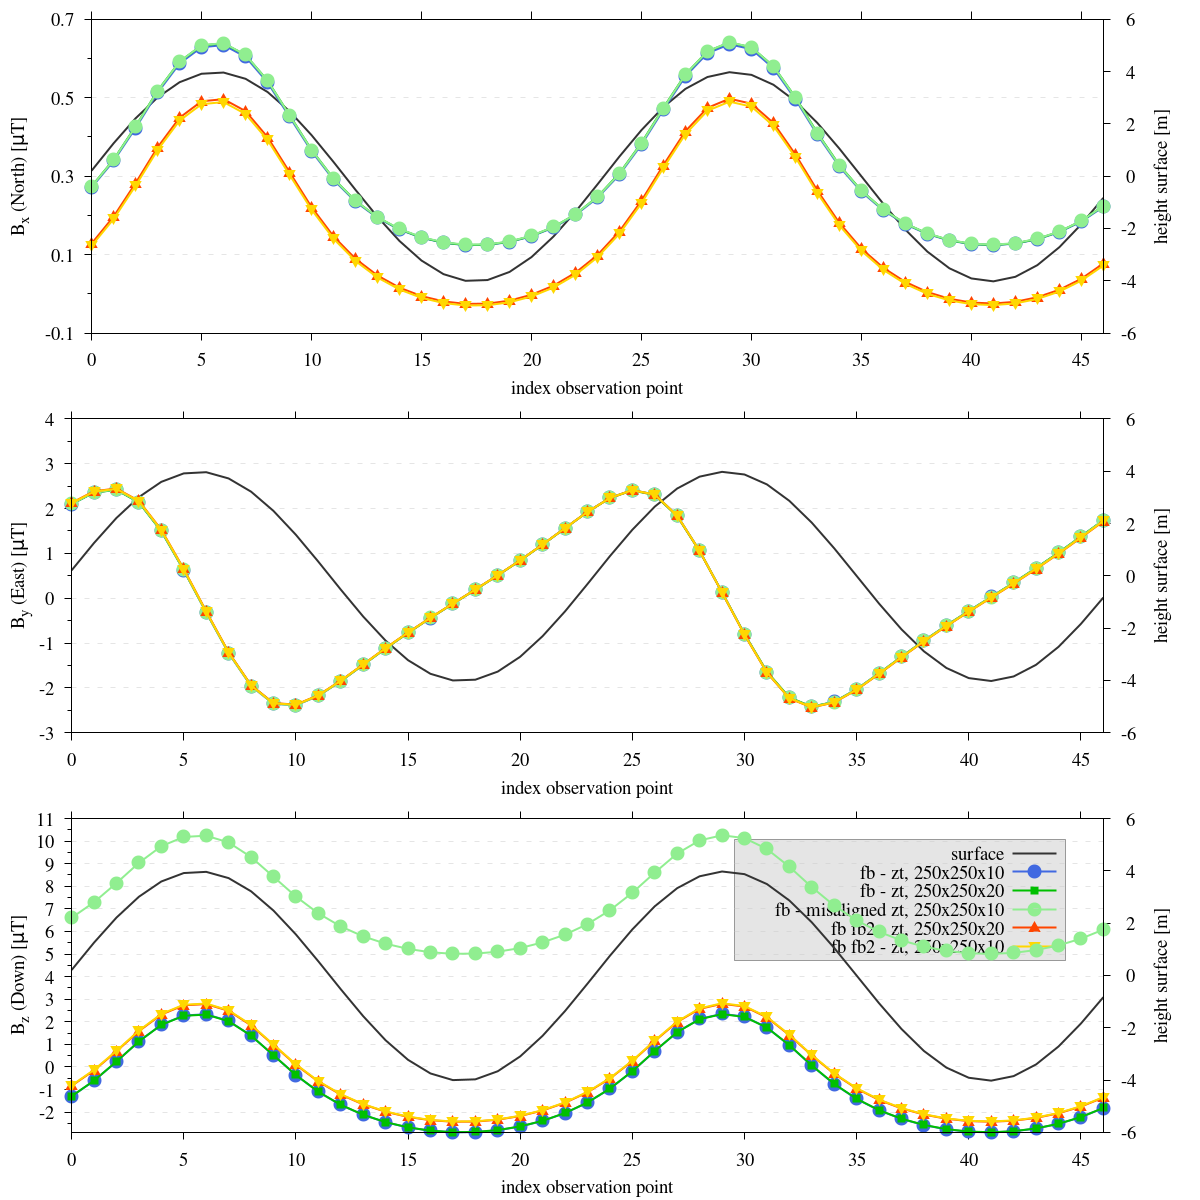 0.7
0.5
0.3
0.1
-0.1
6
4
2
0
-2
-4
-6
Bx (North) [μT]
height surface [m]
0 5 10 15 20 25 30 35 40 45
index observation point
4
3
2
1
0
-1
-2
-3
6
4
2
0
-2
-4
-6
By (East) [μT]
height surface [m]
0 5 10 15 20 25 30 35 40 45
index observation point
11
10
9
8
7
6
5
4
3
2
1
0
-1
-2
6
4
2
0
-2
-4
-6
Bz (Down) [μT]
height surface [m]
surface
fb - zt, 250x250x10
fb - zt, 250x250x20
fb - misaligned zt, 250x250x10
fb fb2 - zt, 250x250x20
fb fb2 - zt, 250x250x10
0 5 10 15 20 25 30 35 40 45
index observation point